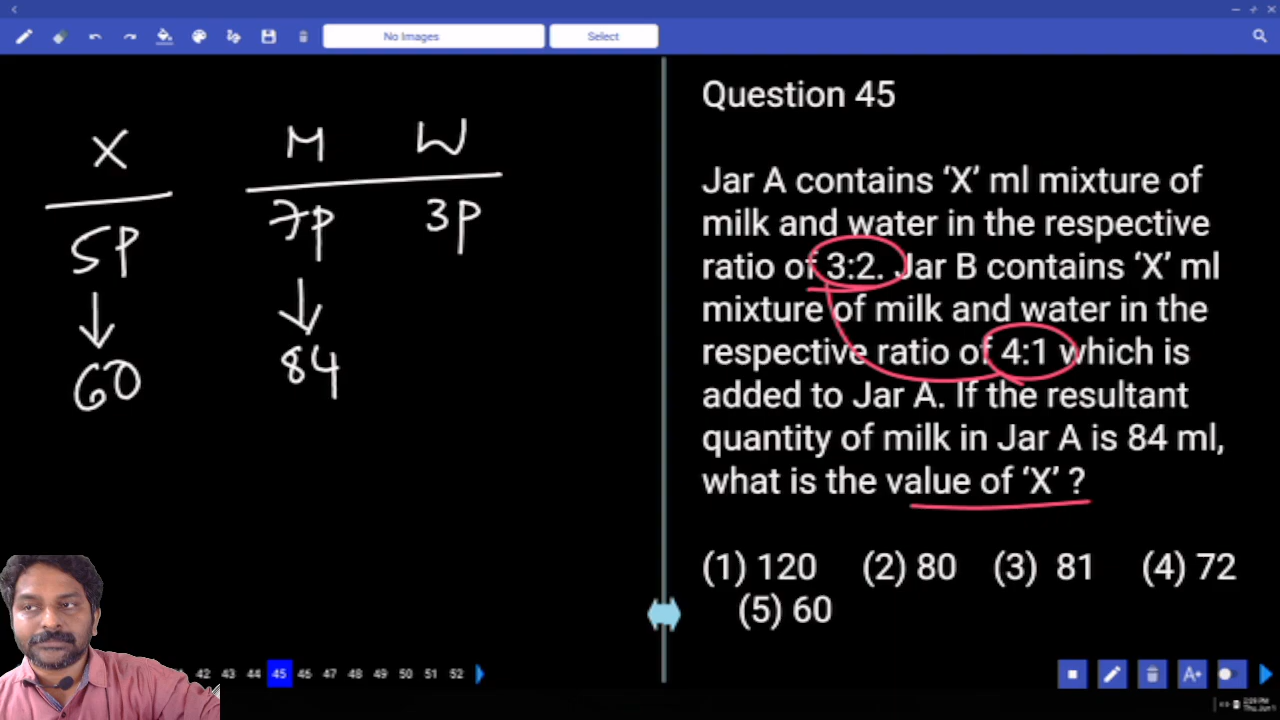 No Images Select
X M W
5P 7P 3P
60 84
Question 45
Jar A contains ‘X’ ml mixture of
milk and water in the respective
ratio of 3:2. Jar B contains ‘X’ ml
mixture of milk and water in the
respective ratio of 4:1 which is
added to Jar A. If the resultant
quantity of milk in Jar A is 84 ml,
what is the value of ‘X’ ?
(1) 120 (2) 80 (3) 81 (4) 72
(5) 60
42 43 44 45 46 47 48 49 50 51 52
A+